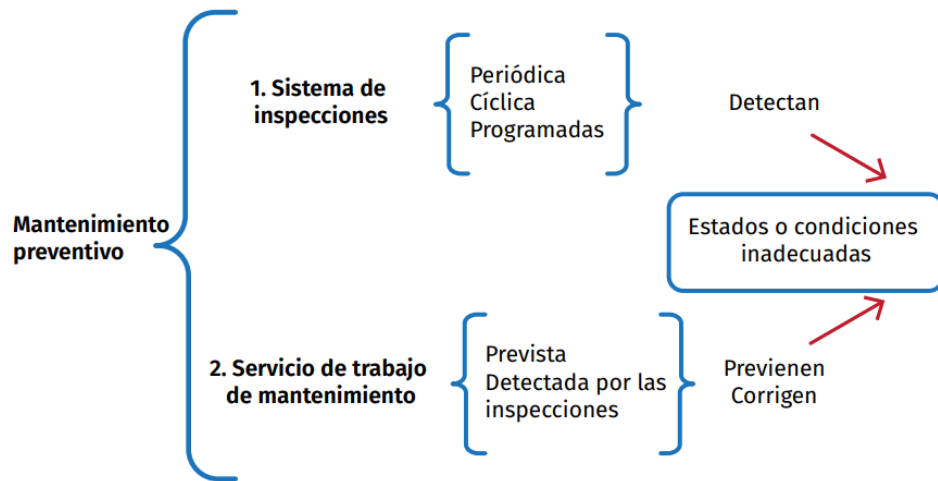 Mantenimiento
preventivo
1. Sistema de
inspecciones
Periódica
Cíclica
Programadas
Detectan
Estados o condiciones
inadecuadas
2. Servicio de trabajo
de mantenimiento
Prevista
Detectada por las
inspecciones
Previenen
Corrigen